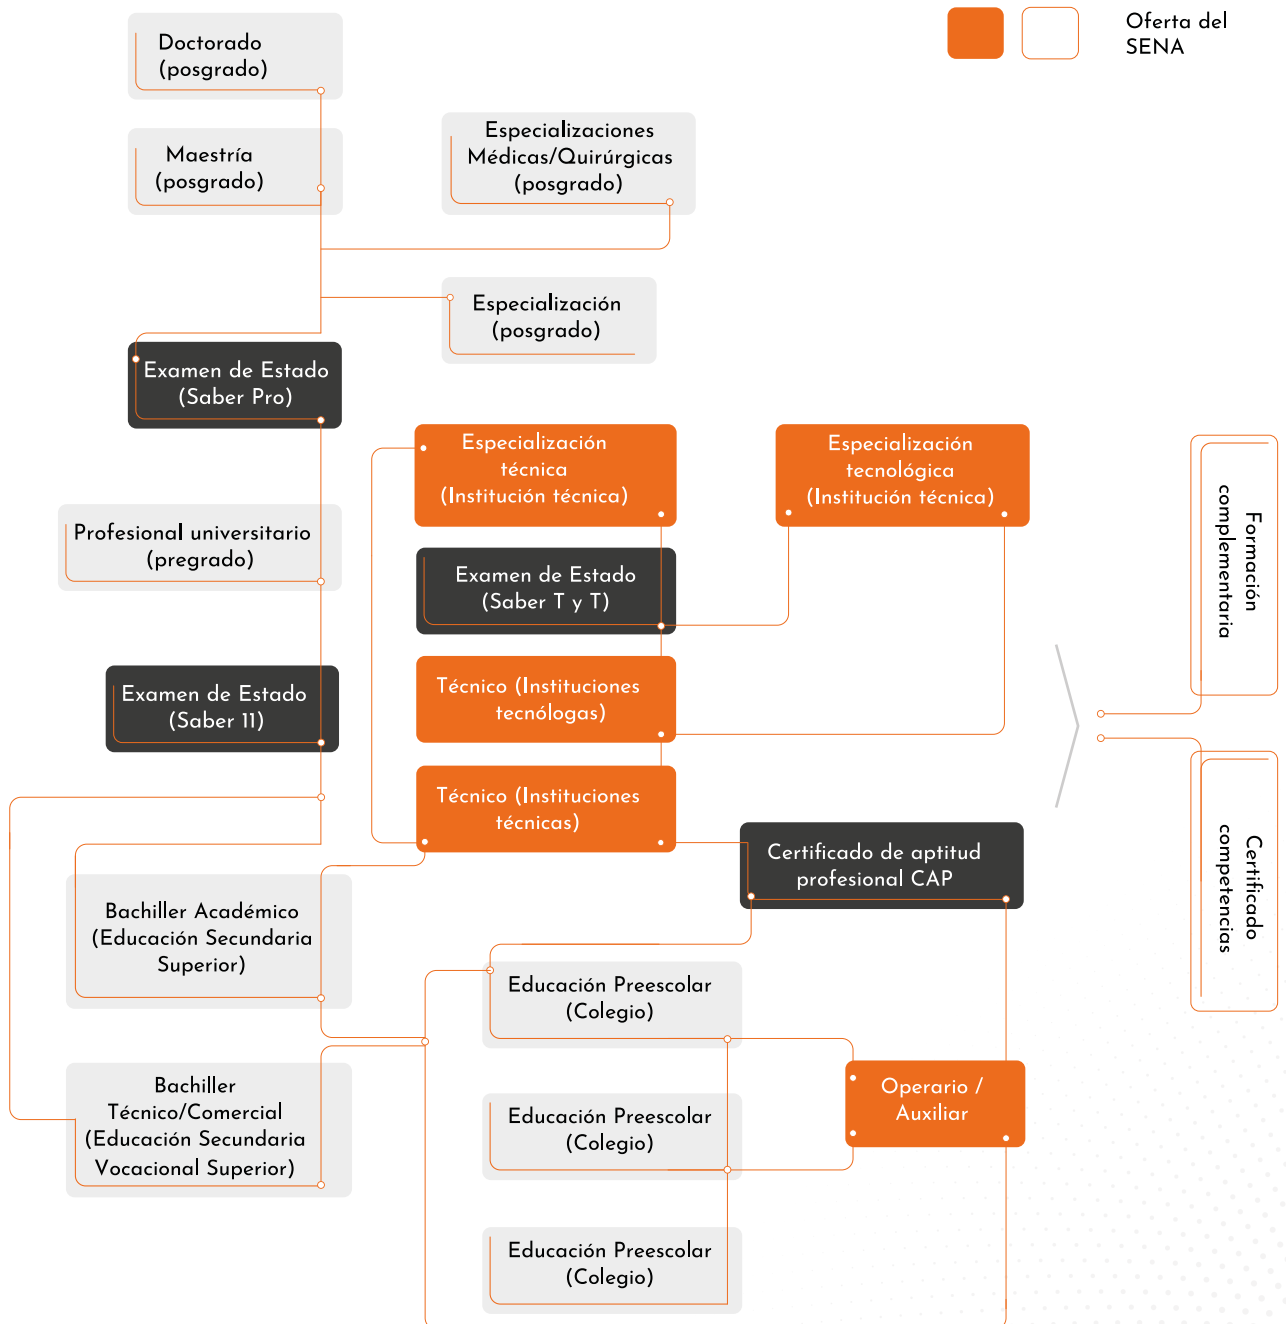 Oferta del
SENA
Doctorado
(posgrado)
Maestría
(posgrado)
Especializaciones
Médicas/Quirúrgicas
(posgrado)
Especialización
(posgrado)
Examen de Estado
(Saber Pro)
Especialización
técnica
(Institución técnica)
Especialización
tecnológica
(Institución técnica)
Profesional universitario
(pregrado)
Examen de Estado
(Saber T y T)
Examen de Estado
(Saber 11)
Técnico (Instituciones
tecnólogas)
Técnico (Instituciones
técnicas)
Certificado de aptitud
profesional CAP
Bachiller Académico
(Educación Secundaria
Superior)
Bachiller
Técnico/Comercial
(Educación Secundaria
Vocacional Superior)
Educación Preescolar
(Colegio)
Educación Preescolar
(Colegio)
Educación Preescolar
(Colegio)
Operario /
Auxiliar
Formación
complementaria
Certificado
competencias